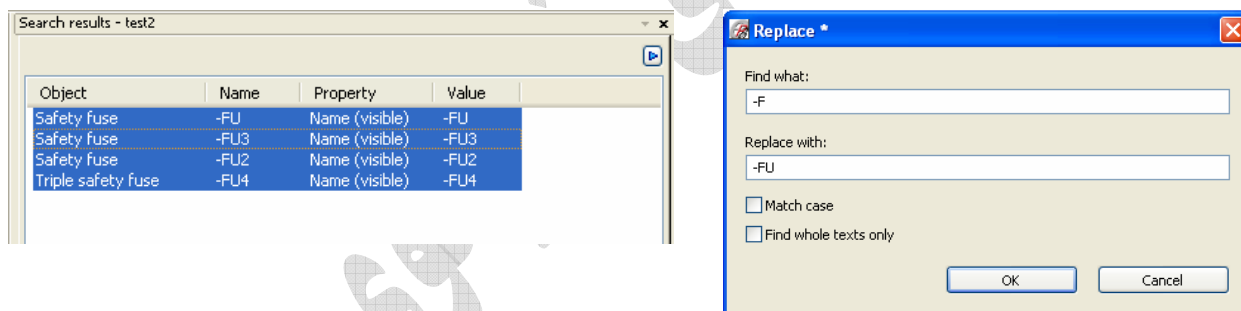 Search results - test2
Object Name Property Value
Safety fuse -FU Name (visible) -FU
Safety fuse -FU3 Name (visible) -FU3
Safety fuse -FU2 Name (visible) -FU2
Triple safety fuse -FU4 Name (visible) -FU4
Replace *
Find what:
-F
Replace with:
-FU
Match case
Find whole texts only
OK Cancel